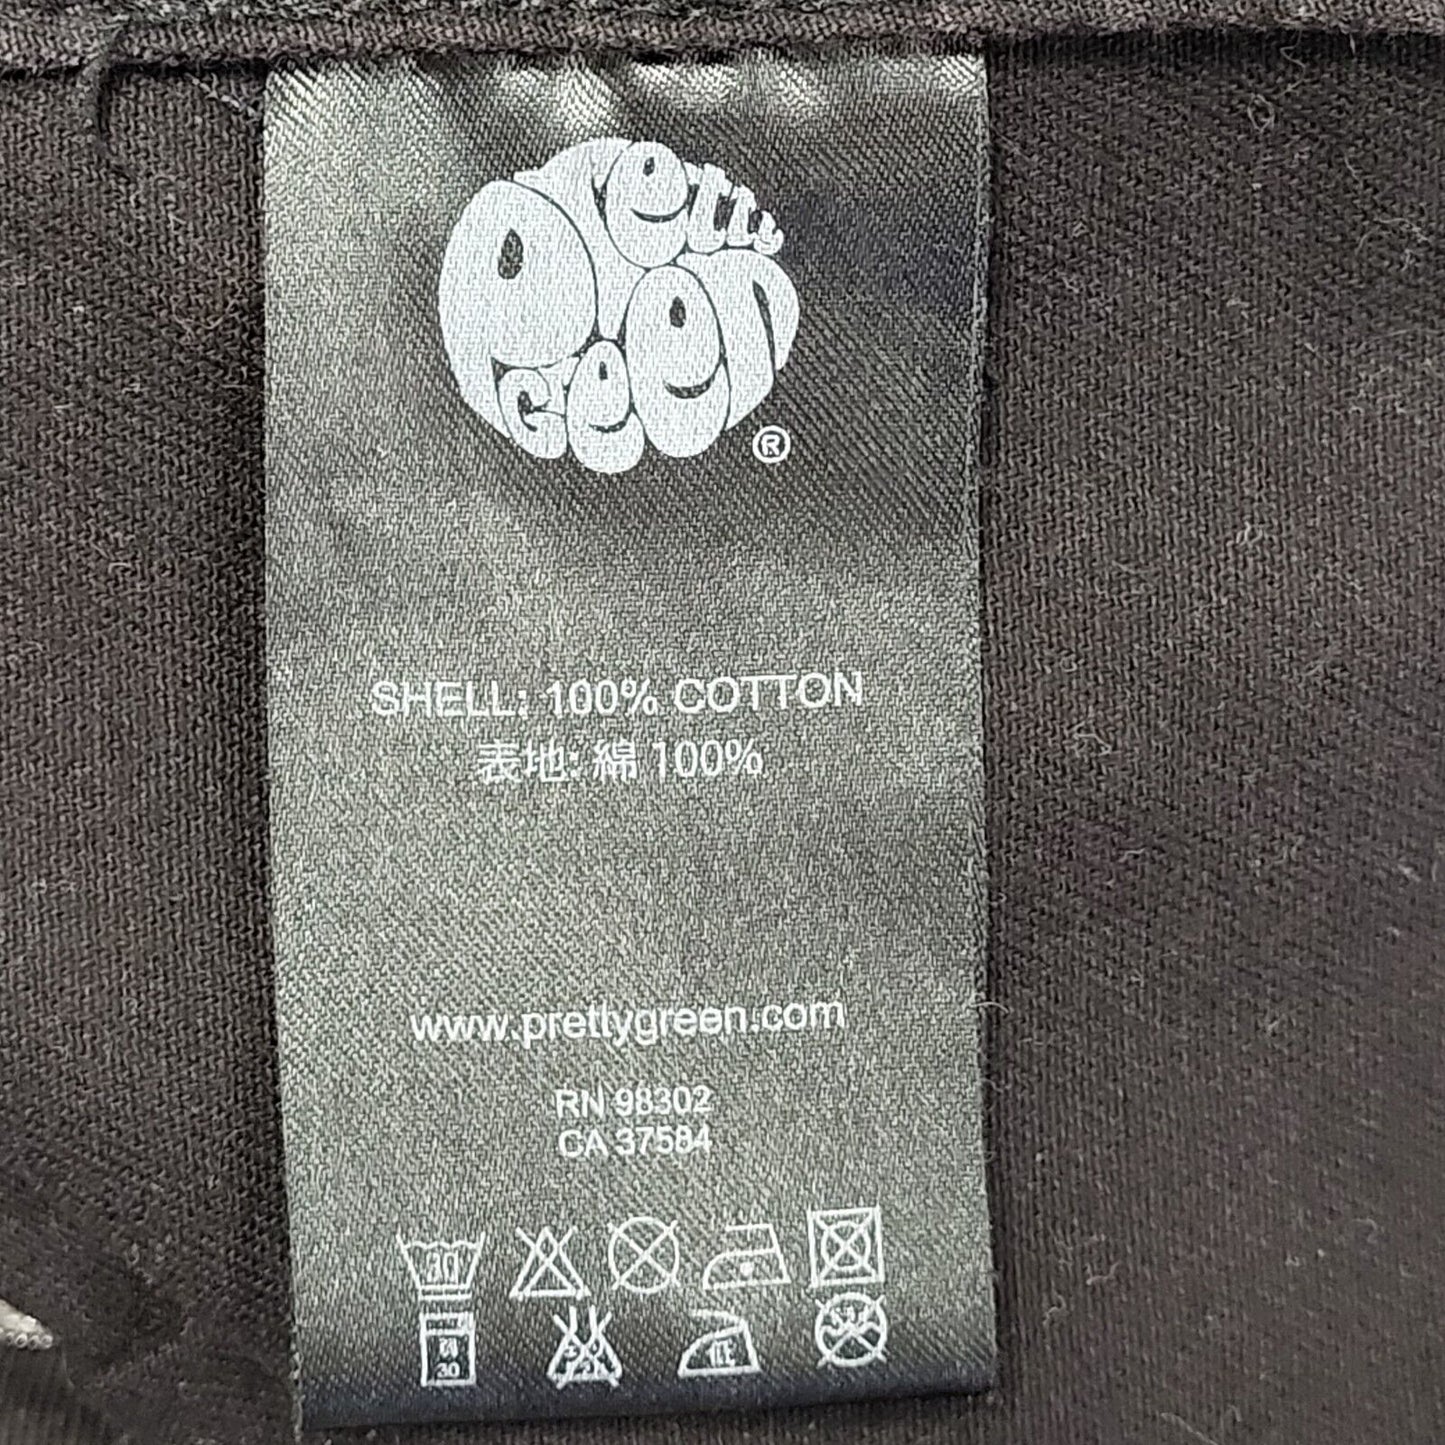 Pretty
Green
®
SHELL: 100% COTTON
表地: 綿 100%
www.prettygreen.com
RN 98302
CA 37584
30
30